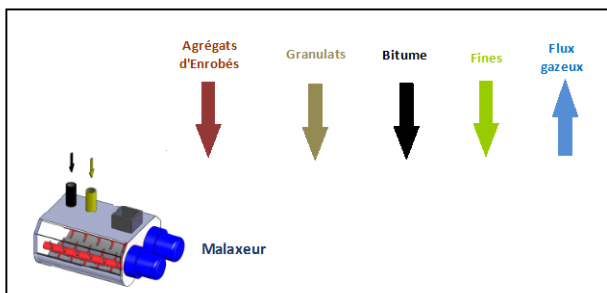 Agrégats
d'Enrobés
Granulats
Bitume
Fines
Flux
gazeux
Malaxeur